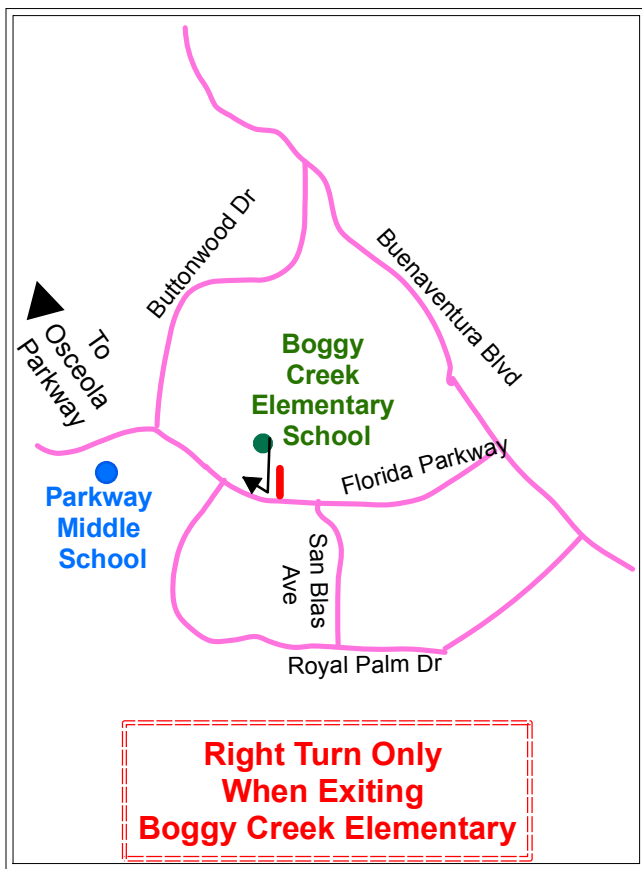 Buttonwood Dr
Buenaventura Blvd
To
Osceola
Parkway
Boggy
Creek
Elementary
School
Florida Parkway
Parkway
Middle
School
San Blas
Ave
Royal Palm Dr
Right Turn Only
When Exiting
Boggy Creek Elementary